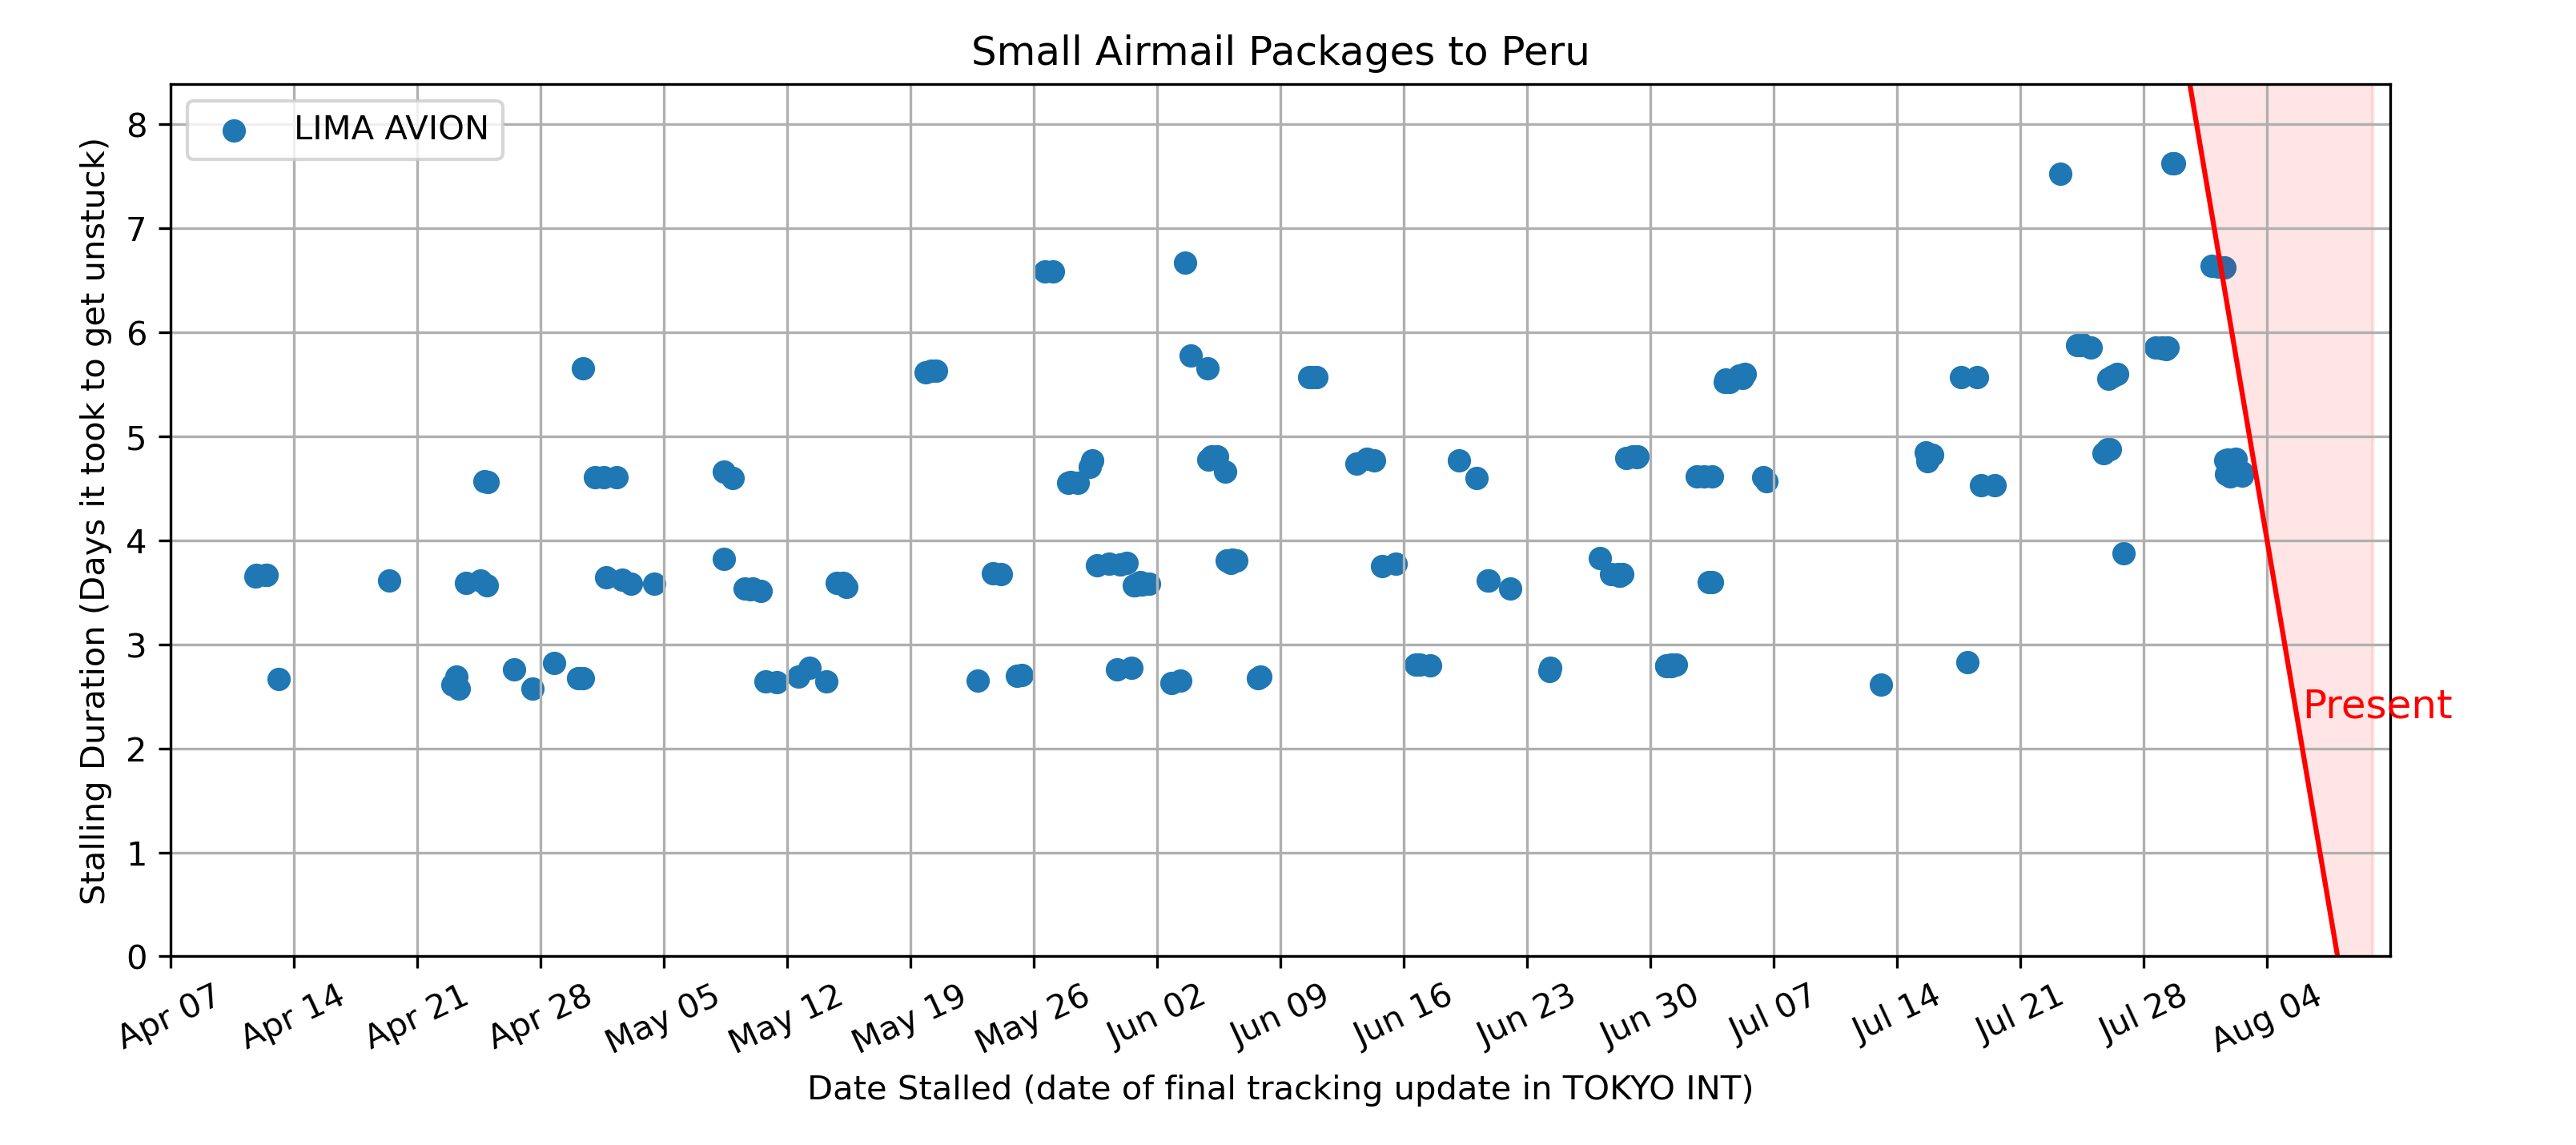 Small Airmail Packages to Peru
LIMA AVION
Stalling Duration (Days it took to get unstuck)
8
7
6
5
4
3
2
1
0
Present
Apr 07
Apr 14
Apr 21
Apr 28
May 05
May 12
May 19
May 26
Jun 02
Jun 09
Jun 16
Jun 23
Jun 30
Jul 07
Jul 14
Jul 21
Jul 28
Aug 04
Date Stalled (date of final tracking update in TOKYO INT)